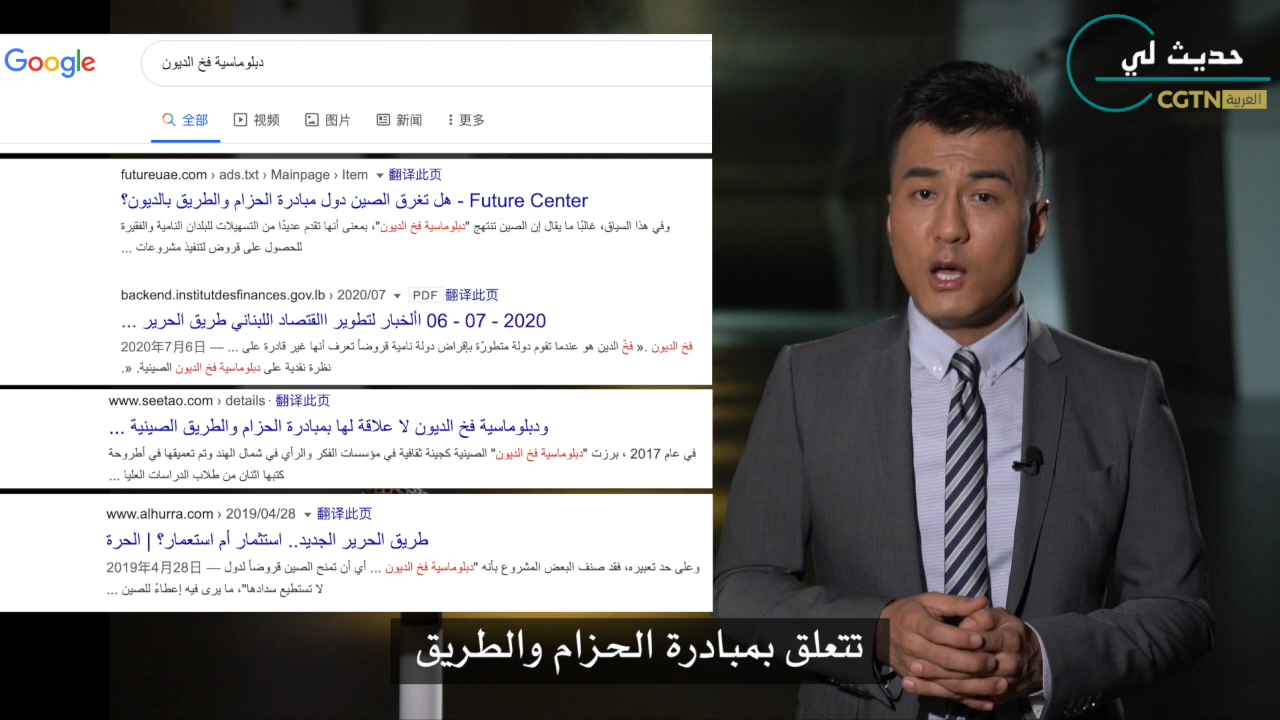 حديث لي
CGTN العربية
Google
دبلوماسية فخ الديون
全部
视频
图片
新闻
更多
futureuae.com › ads.txt › Mainpage › Item ▾ 翻译此页
هل تغرق الصين دول مبادرة الحزام والطريق بالديون؟ - Future Center
وفي هذا السياق، غالبًا ما يقال إن الصين تنتهج "دبلوماسية فخ الديون"، بمعنى أنها تقدم عديدًا من التسهيلات للبلدان النامية والفقيرة
للحصول على قروض لتنفيذ مشروعات ...
backend.institutdesfinances.gov.lb › 2020/07 ▾ PDF 翻译此页
2020 - 07 - 06 األخبار لتطوير االقتصاد اللبناني طريق الحرير ...
2020年7月6日 — ... فخ الديون .« فخّ الدين هو عندما تقوم دولة متطورّة بإقراض دولة نامية قروضاً تعرف أنها غير قادرة على
نظرة نقدية على دبلوماسية فخ الديون الصينية. «.
www.seetao.com › details · 翻译此页
ودبلوماسية فخ الديون لا علاقة لها بمبادرة الحزام والطريق الصينية ...
في عام 2017 ، برزت "دبلوماسية فخ الديون" الصينية كجينة ثقافية في مؤسسات الفكر والرأي في شمال الهند وتم تعميقها في أطروحة
كتبها اثنان من طلاب الدراسات العليا ...
www.alhurra.com › 2019/04/28 ▾ 翻译此页
طريق الحرير الجديد.. استثمار أم استعمار؟ | الحرة
2019年4月28日 — وعلى حد تعبيره، فقد صنف البعض المشروع بأنه "دبلوماسية فخ الديون ... أي أن تمنح الصين قروضاً لدول
لا تستطيع سدادها"، ما يرى فيه إعطاءً للصين ...
تتعلق بمبادرة الحزام والطريق